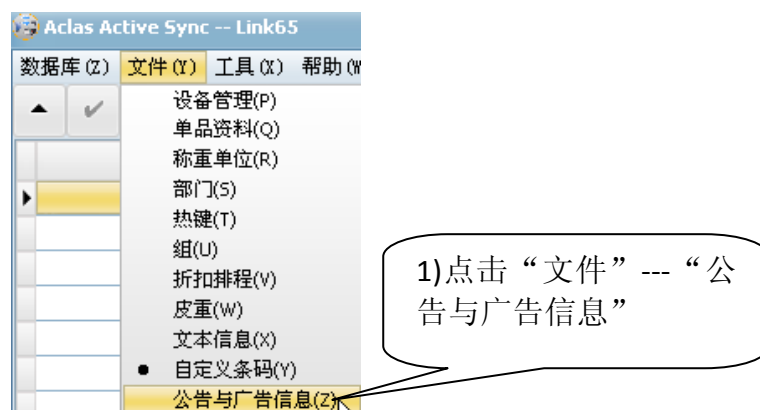 Aclas Active Sync -- Link65
数据库(Z) 文件(Y) 工具(X) 帮助(W
设备管理(P)
单品资料(Q)
称重单位(R)
部门(S)
热键(T)
组(U)
折扣排程(V)
皮重(W)
文本信息(X)
自定义条码(Y)
公告与广告信息(Z)
1)点击“文件”---“公
告与广告信息”